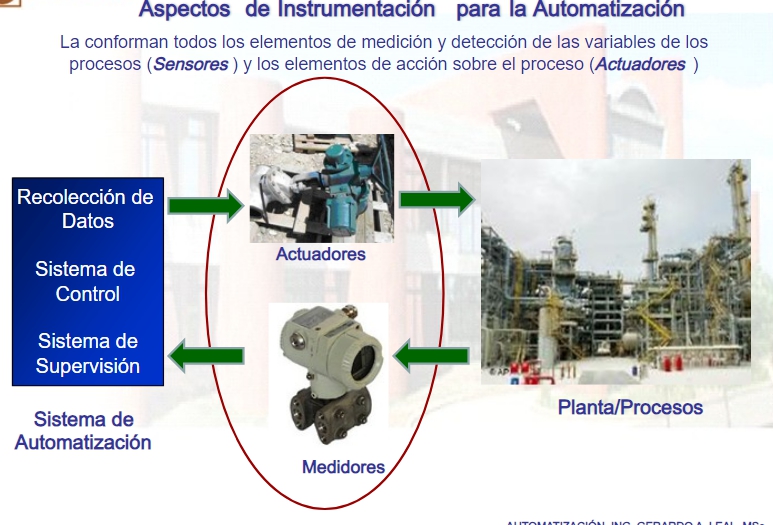 Aspectos de Instrumentación para la Automatización
La conforman todos los elementos de medición y detección de las variables de los
procesos (Sensores ) y los elementos de acción sobre el proceso (Actuadores )
Recolección de
Datos
Sistema de
Control
Sistema de
Supervisión
Sistema de
Automatización
Actuadores
Medidores
© AP
Planta/Procesos
AUTOMATIZACIÓN. ING. GERARDO A. LEAL, MSc